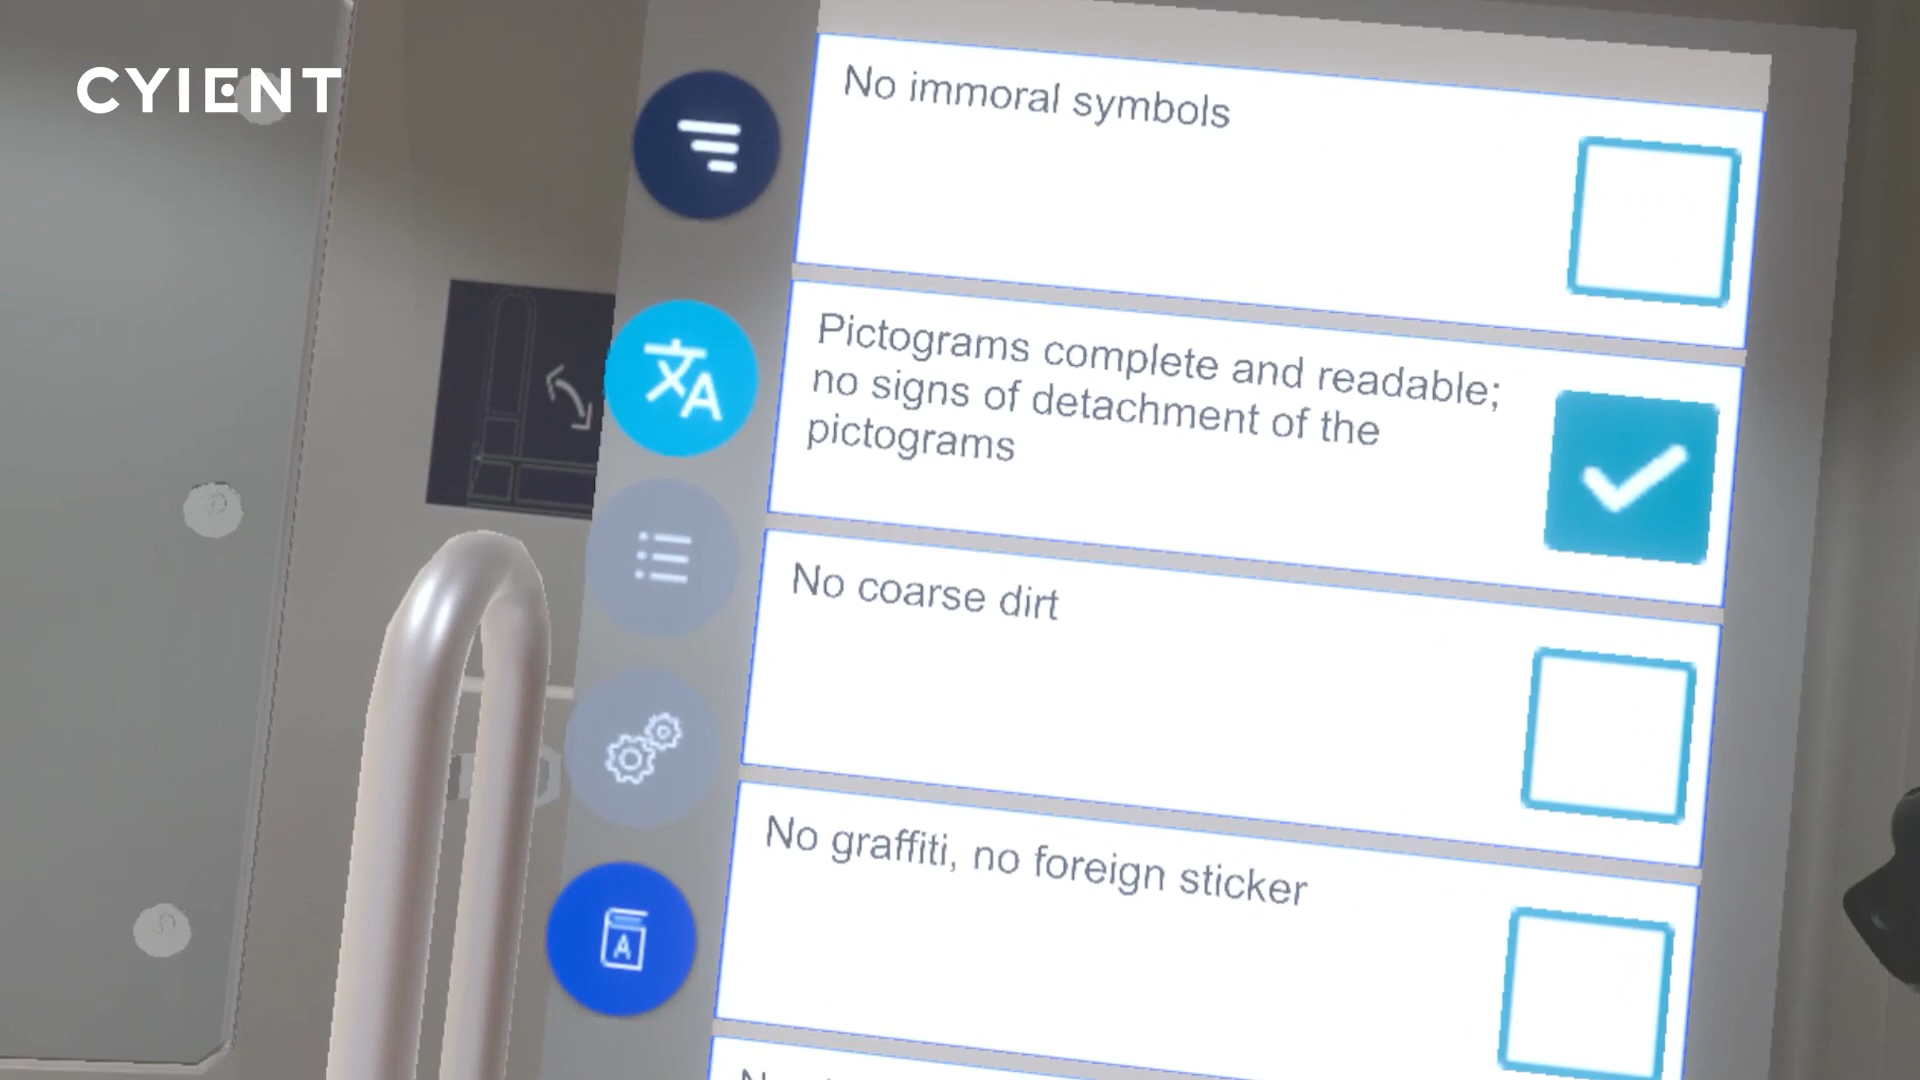 CYIENT
No immoral symbols
Pictograms complete and readable;
no signs of detachment of the
pictograms
No coarse dirt
No graffiti, no foreign sticker